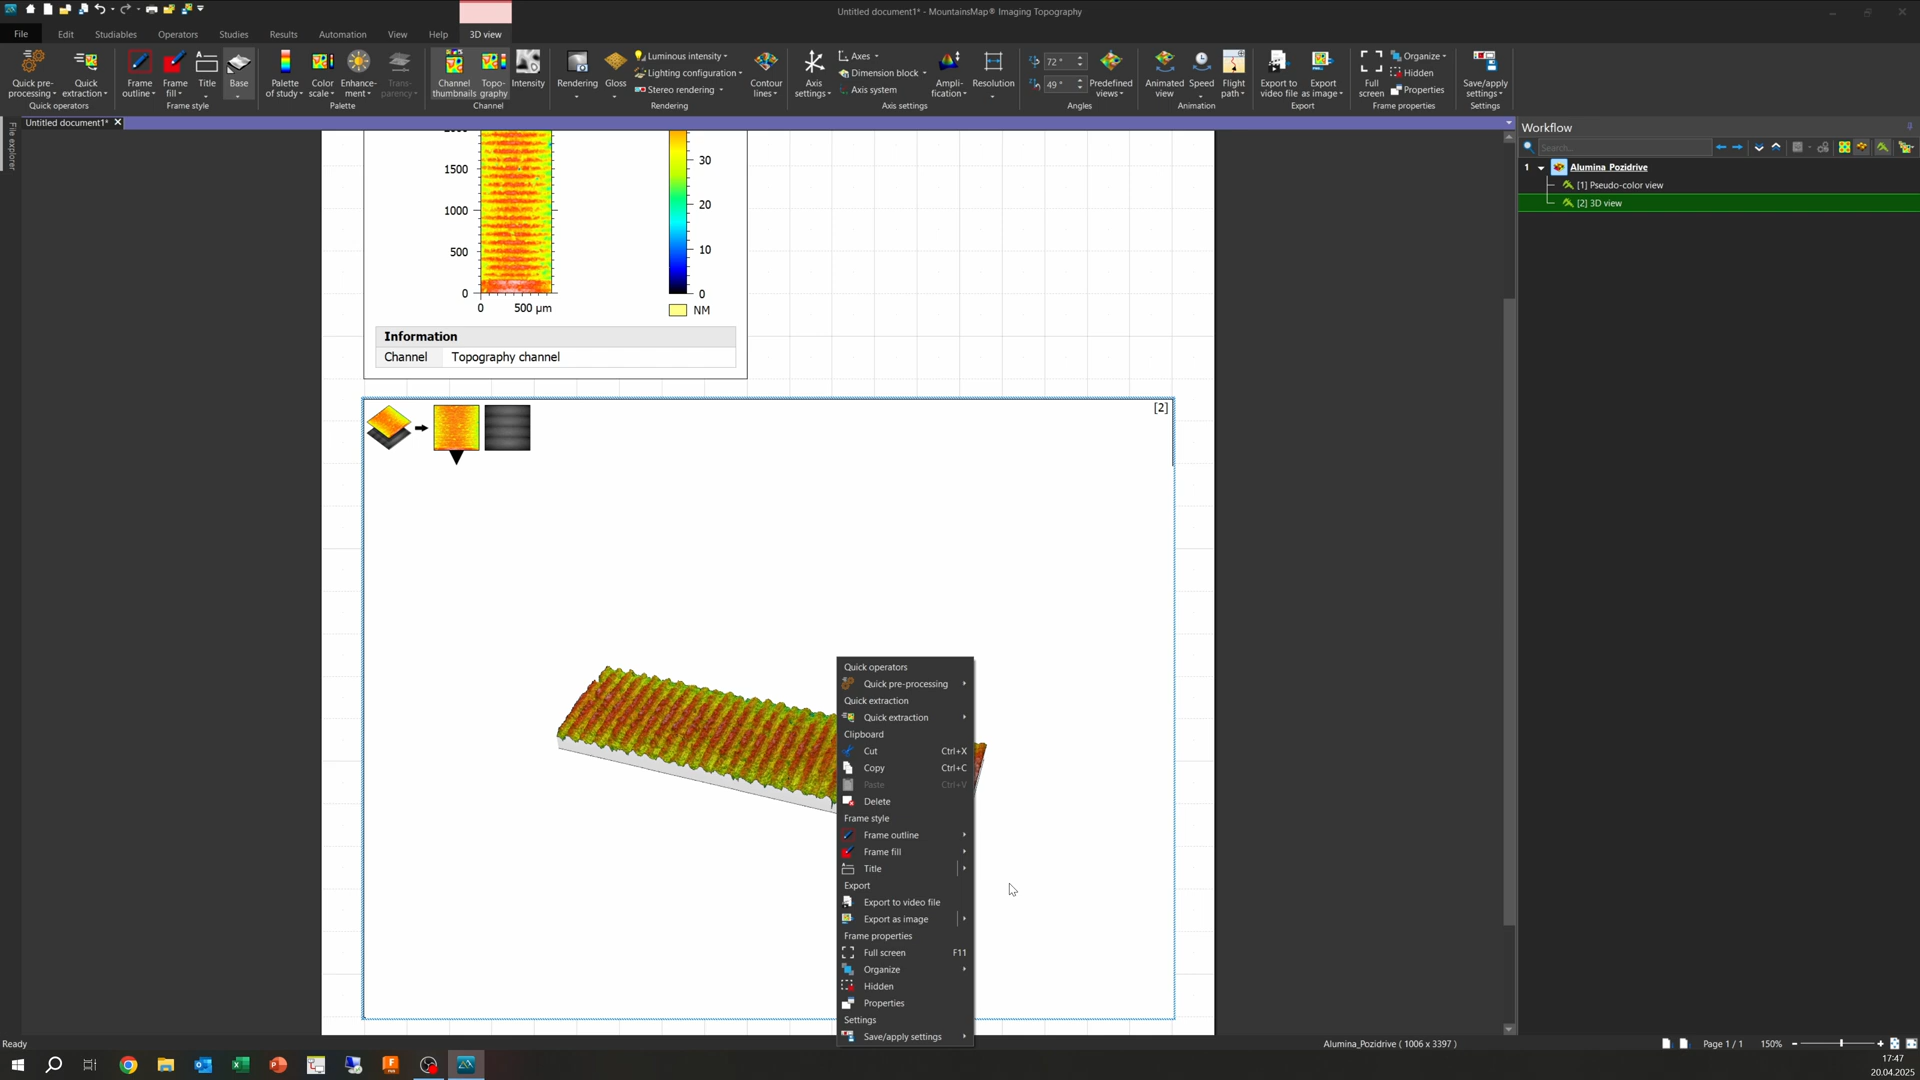 Untitled document1* - MountainsMap® Imaging Topography
File Edit Studiables Operators Studies Results Automation View Help 3D view
Quick pre-processing Quick extraction
Quick operators
Frame outline Frame fill Title Base
Frame style
Palette of study Color scale Enhance-ment Trans-parency
Palette
Channel thumbnails Topo-graphy Intensity
Channel
Rendering Gloss Luminous intensity Lighting configuration Stereo rendering Contour lines
Rendering
Axis settings Axes Dimension block Axis system Ampli-fication Resolution
Axis settings
72 ° 49 ° Predefined views
Angles
Animated view Speed Flight path
Animation
Export to video file Export as image
Export
Full screen Organize Hidden Properties
Frame properties
Save/apply settings
Settings
File explorer
Untitled document1*
1500
1000
500
0
0 500 µm
30
20
10
0
NM
Information
Channel Topography channel
[2]
Quick operators
Quick pre-processing
Quick extraction
Quick extraction
Clipboard
Cut Ctrl+X
Copy Ctrl+C
Paste Ctrl+V
Delete
Frame style
Frame outline
Frame fill
Title
Export
Export to video file
Export as image
Frame properties
Full screen F11
Organize
Hidden
Properties
Settings
Save/apply settings
Workflow
Search...
1 Alumina_Pozidrive
[1] Pseudo-color view
[2] 3D view
Ready
Alumina_Pozidrive ( 1006 x 3397 )
Page 1 / 1 150%
17:47
20.04.2025